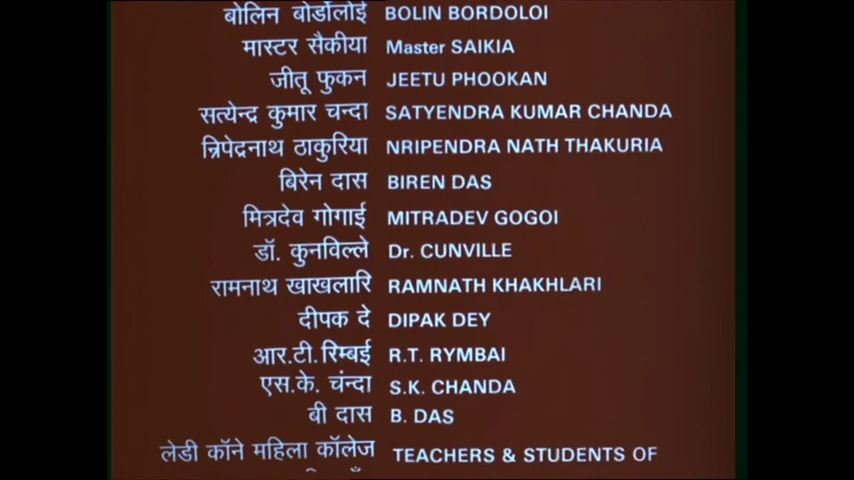 बोलिन बोर्डोलोई BOLIN BORDOLOI
मास्टर सैकीया Master SAIKIA
जीतू फुकन JEETU PHOOKAN
सत्येन्द्र कुमार चन्दा SATYENDRA KUMAR CHANDA
त्रिपेद्रनाथ ठाकुरिया NRIPENDRA NATH THAKURIA
बिरेन दास BIREN DAS
मित्रदेव गोगाई MITRADEV GOGOI
डॉ. कुनविल्ले Dr. CUNVILLE
रामनाथ खाखलारि RAMNATH KHAKHLARI
दीपक दे DIPAK DEY
आर.टी. रिम्बई R.T. RYMBAI
एस.के. चंन्दा S.K. CHANDA
बी दास B. DAS
लेडी कॉने महिला कॉलेज TEACHERS & STUDENTS OF